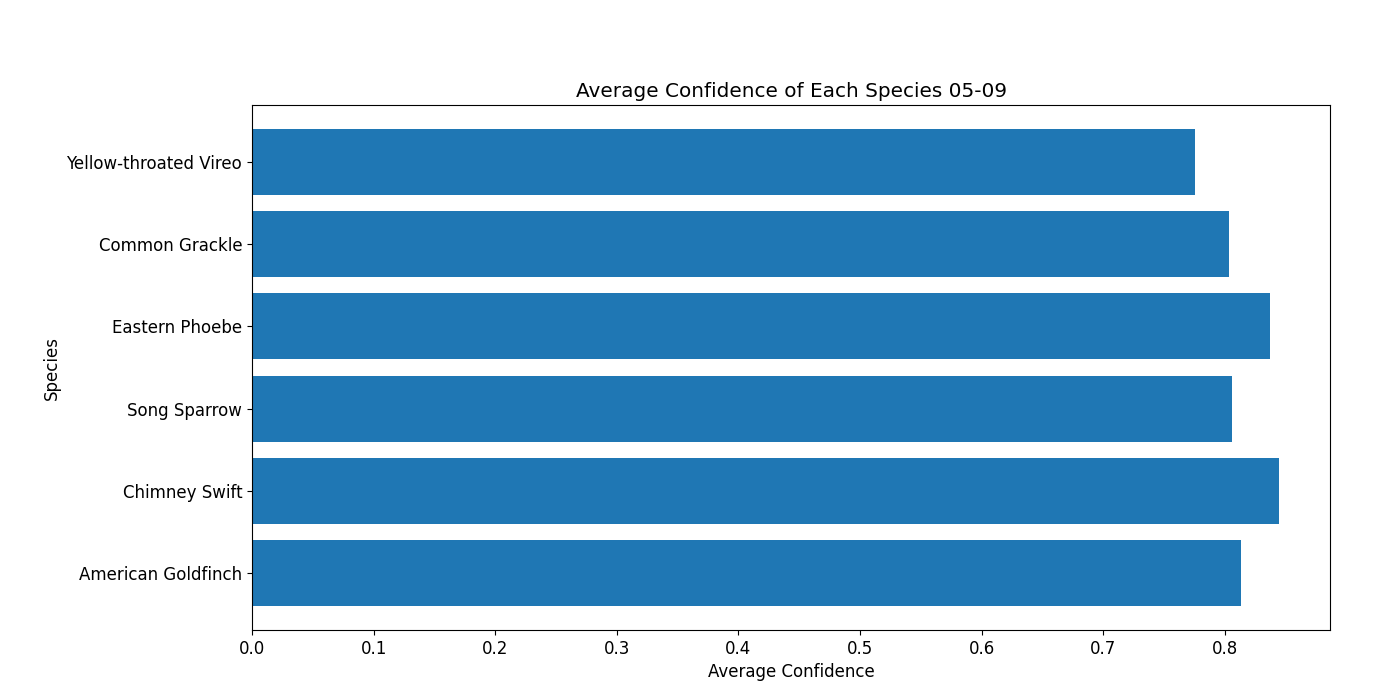 Average Confidence of Each Species 05-09
Yellow-throated Vireo
Common Grackle
Eastern Phoebe
Song Sparrow
Chimney Swift
American Goldfinch
Species
0.0 0.1 0.2 0.3 0.4 0.5 0.6 0.7 0.8
Average Confidence